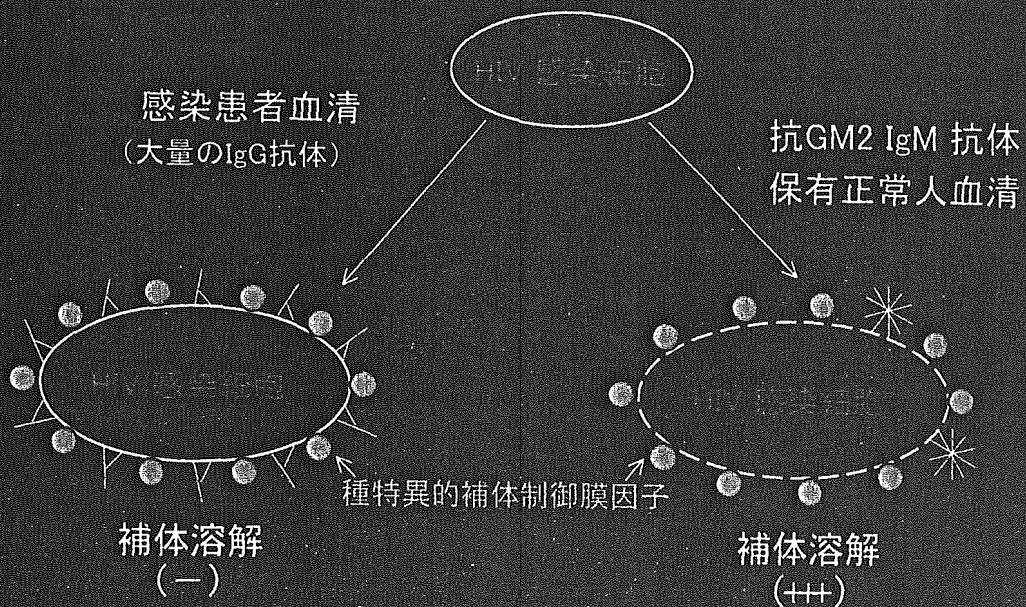 HIV 感染細胞
感染患者血清
（大量のIgG抗体）
抗GM2 IgM 抗体
保有正常人血清
HIV 感染細胞
HIV 感染細胞
種特異的補体制御膜因子
補体溶解
（－）
補体溶解
（+++）